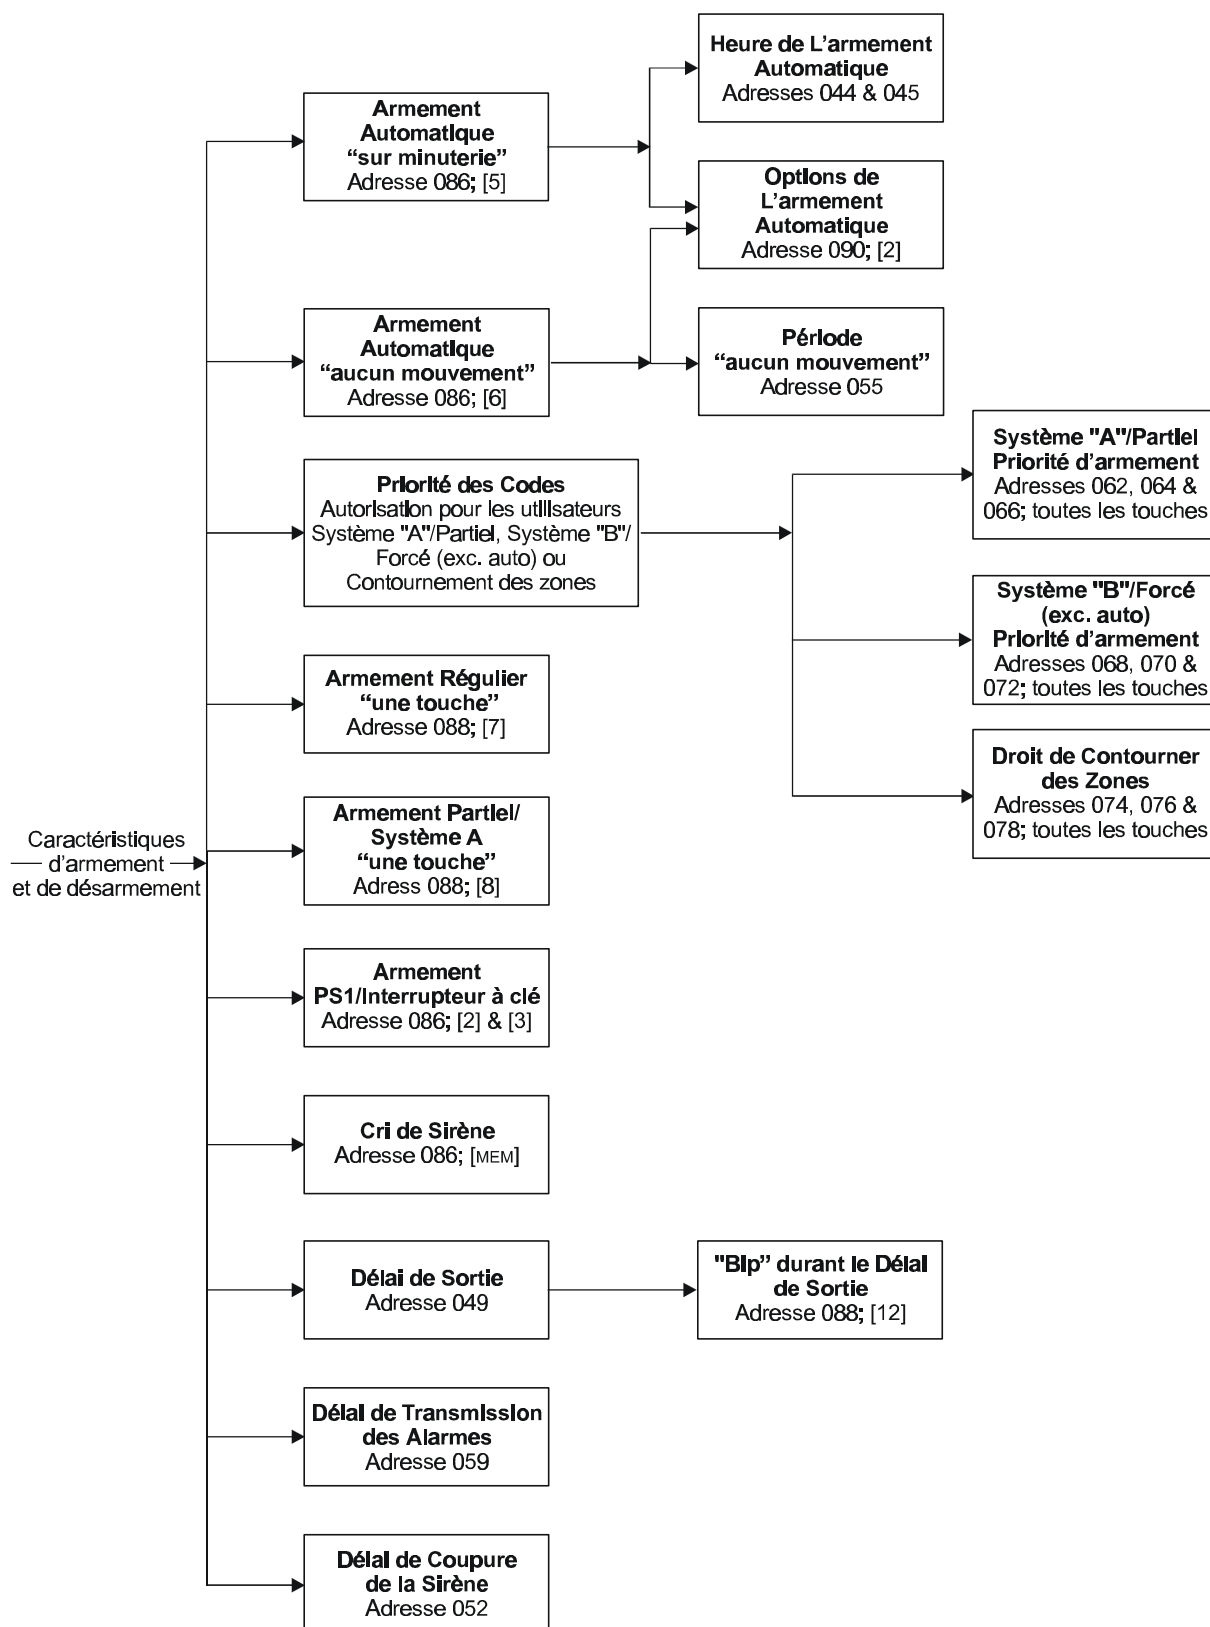 Heure de L’armement
Automatique
Adresses 044 & 045
Armement
Automatique
“sur minuterie”
Adresse 086; [5]
Options de
L’armement
Automatique
Adresse 090; [2]
Armement
Automatique
“aucun mouvement”
Adresse 086; [6]
Période
“aucun mouvement”
Adresse 055
Système "A"/Partiel
Priorité d’armement
Adresses 062, 064 &
066; toutes les touches
Priorité des Codes
Autorisation pour les utilisateurs
Système "A"/Partiel, Système "B"/
Forcé (exc. auto) ou
Contournement des zones
Système "B"/Forcé
(exc. auto)
Priorité d’armement
Adresses 068, 070 &
072; toutes les touches
Armement Régulier
“une touche”
Adresse 088; [7]
Droit de Contourner
des Zones
Adresses 074, 076 &
078; toutes les touches
Armement Partiel/
Système A
“une touche”
Adress 088; [8]
Caractéristiques
d’armement
et de désarmement
Armement
PS1/Interrupteur à clé
Adresse 086; [2] & [3]
Cri de Sirène
Adresse 086; [MEM]
Délai de Sortie
Adresse 049
"Bip” durant le Délai
de Sortie
Adresse 088; [12]
Délai de Transmission
des Alarmes
Adresse 059
Délai de Coupure
de la Sirène
Adresse 052